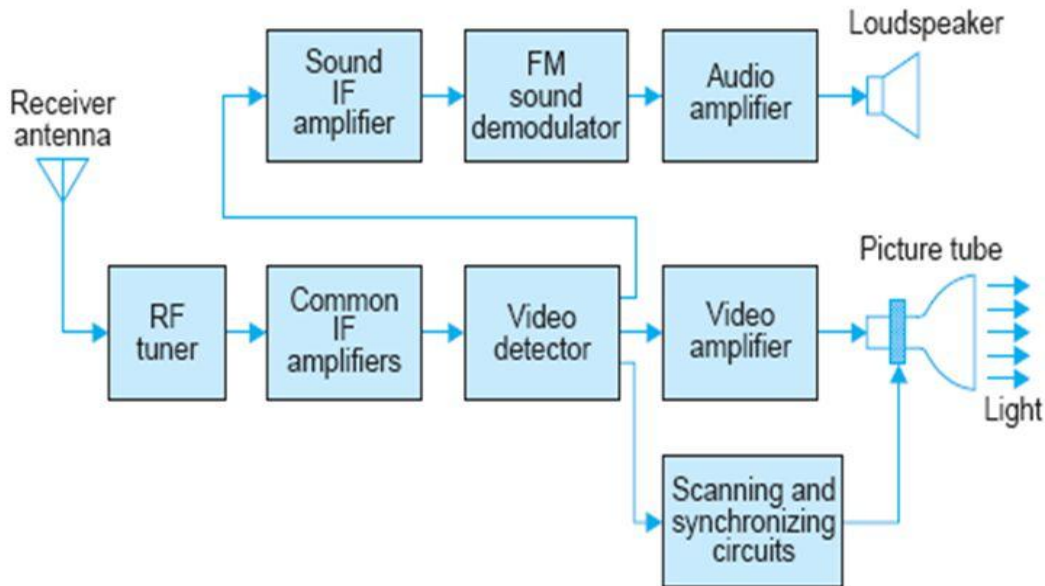 Loudspeaker
Sound
IF
amplifier
FM
sound
demodulator
Audio
amplifier
Receiver
antenna
Picture tube
RF
tuner
Common
IF
amplifiers
Video
detector
Video
amplifier
Light
Scanning and
synchronizing
circuits